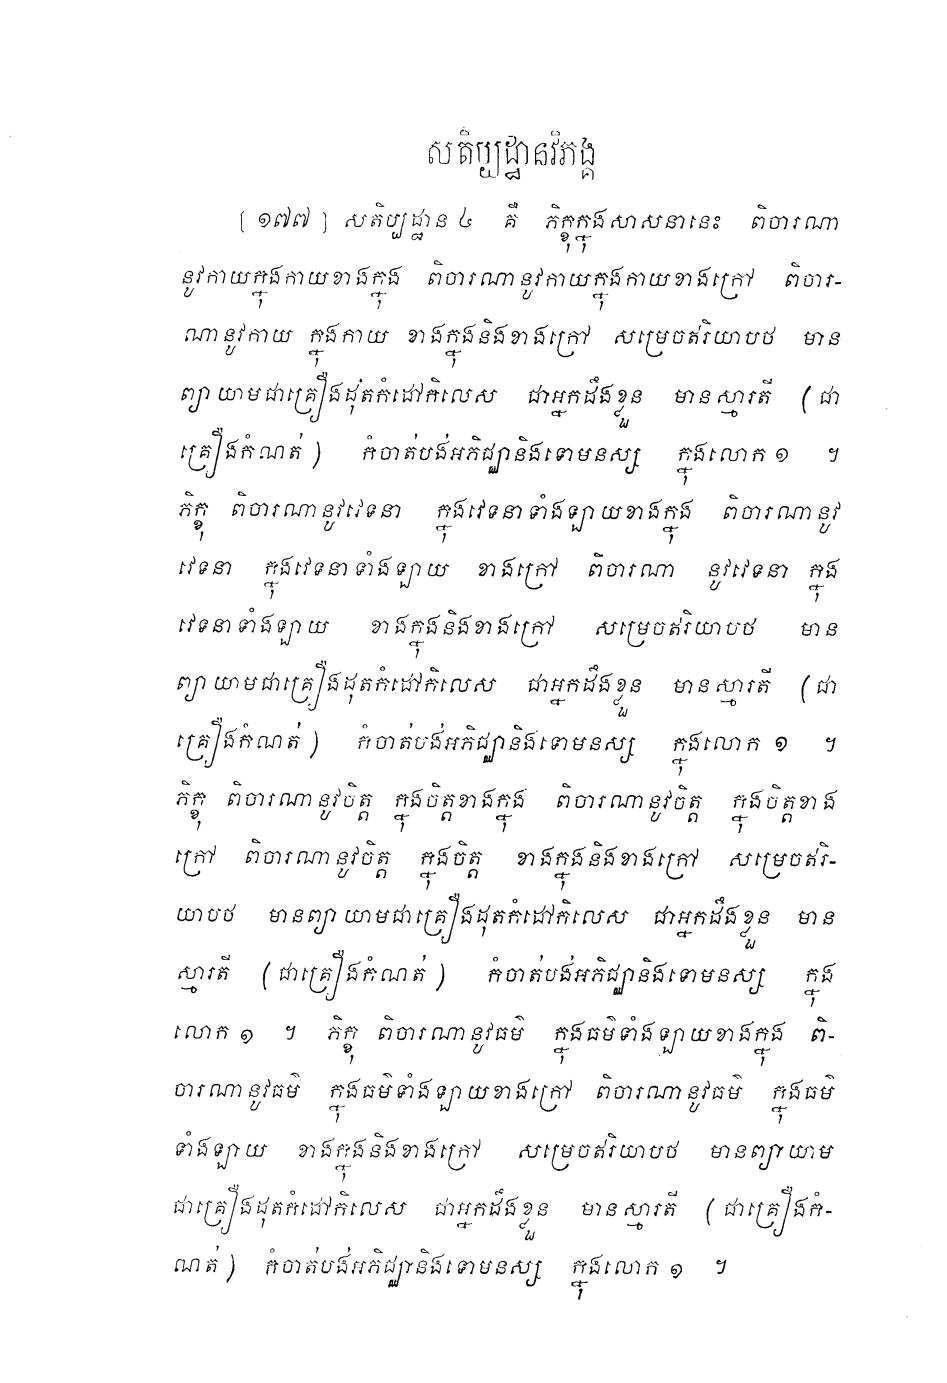 សតិប្បដ្ឋានវិភង្គ
[ ១៧៧ ] សតិប្បដ្ឋាន ៤ គឺ ភិក្ខុក្នុងសាសនានេះ ពិចារណា
នូវកាយក្នុងកាយខាងក្នុង ពិចារណានូវកាយក្នុងកាយខាងក្រៅ ពិចារ-
ណានូវកាយ ក្នុងកាយ ខាងក្នុងនិងខាងក្រៅ សម្រេចឥរិយាបថ មាន
ព្យាយាមជាគ្រឿងដុតកំដៅកិលេស ជាអ្នកដឹងខ្លួន មានស្មារតី (ជា
គ្រឿងកំណត់) កំចាត់បង់អភិជ្ឈានិងទោមនស្ស ក្នុងលោក ១ ។
ភិក្ខុ ពិចារណានូវវេទនា ក្នុងវេទនាទាំងឡាយខាងក្នុង ពិចារណានូវ
វេទនា ក្នុងវេទនាទាំងឡាយ ខាងក្រៅ ពិចារណា នូវវេទនា ក្នុង
វេទនាទាំងឡាយ ខាងក្នុងនិងខាងក្រៅ សម្រេចឥរិយាបថ មាន
ព្យាយាមជាគ្រឿងដុតកំដៅកិលេស ជាអ្នកដឹងខ្លួន មានស្មារតី (ជា
គ្រឿងកំណត់) កំចាត់បង់អភិជ្ឈានិងទោមនស្ស ក្នុងលោក ១ ។
ភិក្ខុ ពិចារណានូវចិត្ត ក្នុងចិត្តខាងក្នុង ពិចារណានូវចិត្ត ក្នុងចិត្តខាង
ក្រៅ ពិចារណានូវចិត្ត ក្នុងចិត្ត ខាងក្នុងនិងខាងក្រៅ សម្រេចឥរិ-
យាបថ មានព្យាយាមជាគ្រឿងដុតកំដៅកិលេស ជាអ្នកដឹងខ្លួន មាន
ស្មារតី (ជាគ្រឿងកំណត់) កំចាត់បង់អភិជ្ឈានិងទោមនស្ស ក្នុង
លោក ១ ។ ភិក្ខុ ពិចារណានូវធម៌ ក្នុងធម៌ទាំងឡាយខាងក្នុង ពិ-
ចារណានូវធម៌ ក្នុងធម៌ទាំងឡាយខាងក្រៅ ពិចារណានូវធម៌ ក្នុងធម៌
ទាំងឡាយ ខាងក្នុងនិងខាងក្រៅ សម្រេចឥរិយាបថ មានព្យាយាម
ជាគ្រឿងដុតកំដៅកិលេស ជាអ្នកដឹងខ្លួន មានស្មារតី (ជាគ្រឿងកំ-
ណត់) កំចាត់បង់អភិជ្ឈានិងទោមនស្ស ក្នុងលោក ១ ។